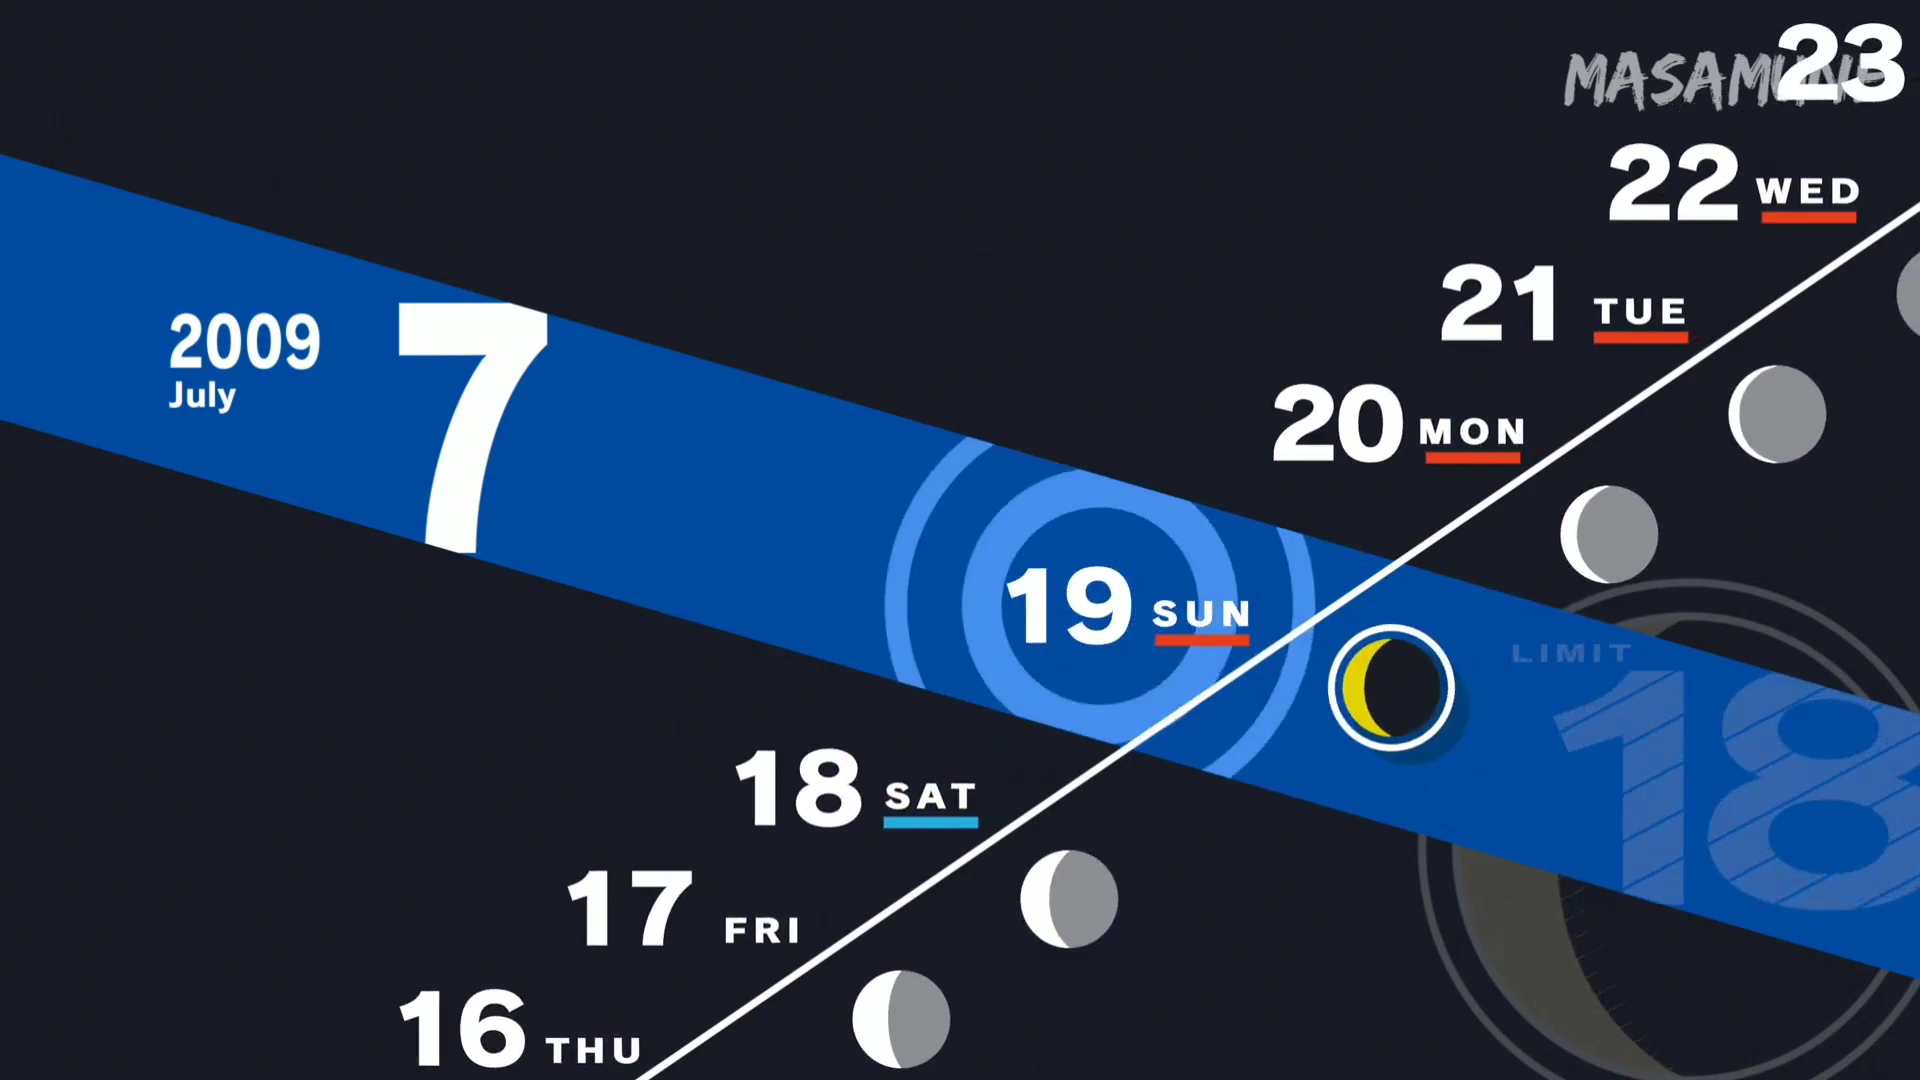 MASAMUNE
23
22 WED
21 TUE
20 MON
2009
July
7
19 SUN
LIMIT
18
18 SAT
17 FRI
16 THU